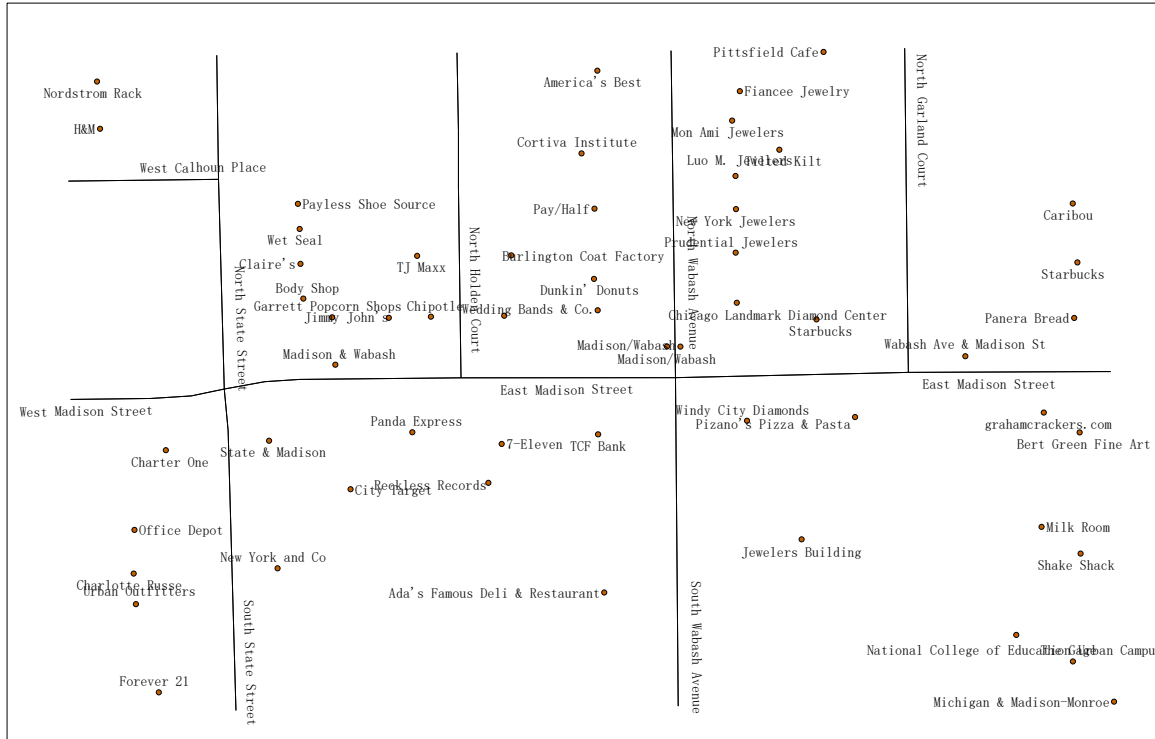 Pittsfield Cafe
North Garland Court
America's Best
Nordstrom Rack
Fiancee Jewelry
H&M
Mon Ami Jewelers
Cortiva Institute
Luo M. Jewelers
Tilted Kilt
West Calhoun Place
Payless Shoe Source
Pay/Half
New York Jewelers
Caribou
Wet Seal
North Holden Court
North Wabash Avenue
Prudential Jewelers
Claire's
TJ Maxx
Burlington Coat Factory
Starbucks
North State Street
Body Shop
Dunkin' Donuts
Garrett Popcorn Shops
Chipotle
Wedding Bands & Co.
Jimmy John's
Chicago Landmark Diamond Center
Panera Bread
Starbucks
Madison & Wabash
Madison/Wabash
Madison/Wabash
Wabash Ave & Madison St
East Madison Street
East Madison Street
West Madison Street
Panda Express
Windy City Diamonds
Pizano's Pizza & Pasta
grahamcrackers.com
Charter One
State & Madison
7-Eleven
TCF Bank
Bert Green Fine Art
City Target
Reckless Records
Office Depot
Milk Room
New York and Co
Jewelers Building
Shake Shack
Charlotte Russe
Urban Outfitters
Ada's Famous Deli & Restaurant
South State Street
South Wabash Avenue
National College of Education Urban Campu
The Gage
Forever 21
Michigan & Madison-Monroe